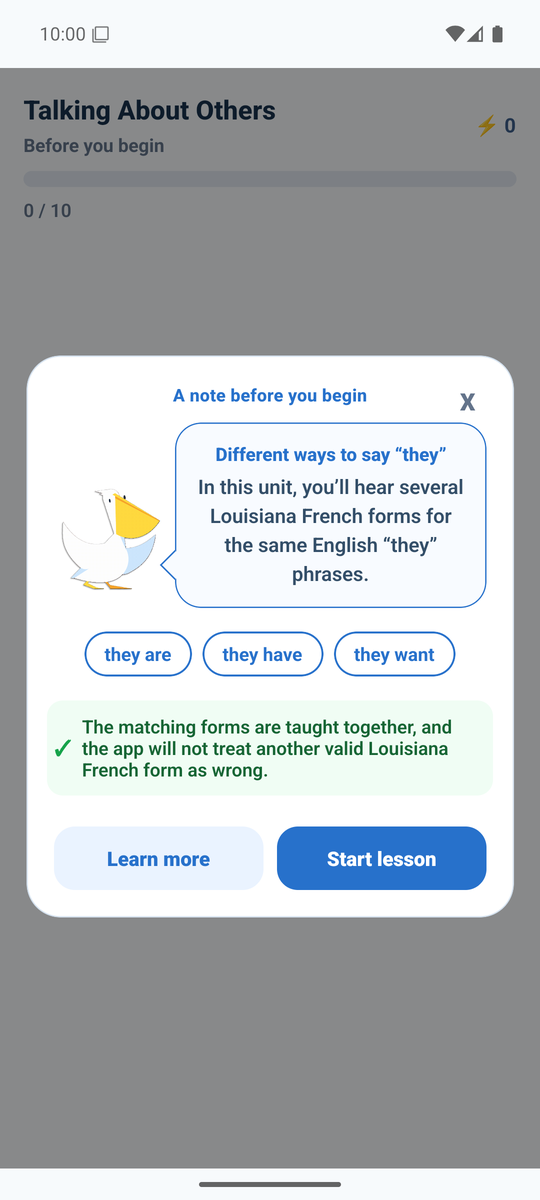 10:00
Talking About Others
⚡ 0
Before you begin
0 / 10
A note before you begin
X
Different ways to say “they”
In this unit, you’ll hear several
Louisiana French forms for
the same English “they”
phrases.
they are
they have
they want
✓ The matching forms are taught together, and
the app will not treat another valid Louisiana
French form as wrong.
Learn more
Start lesson